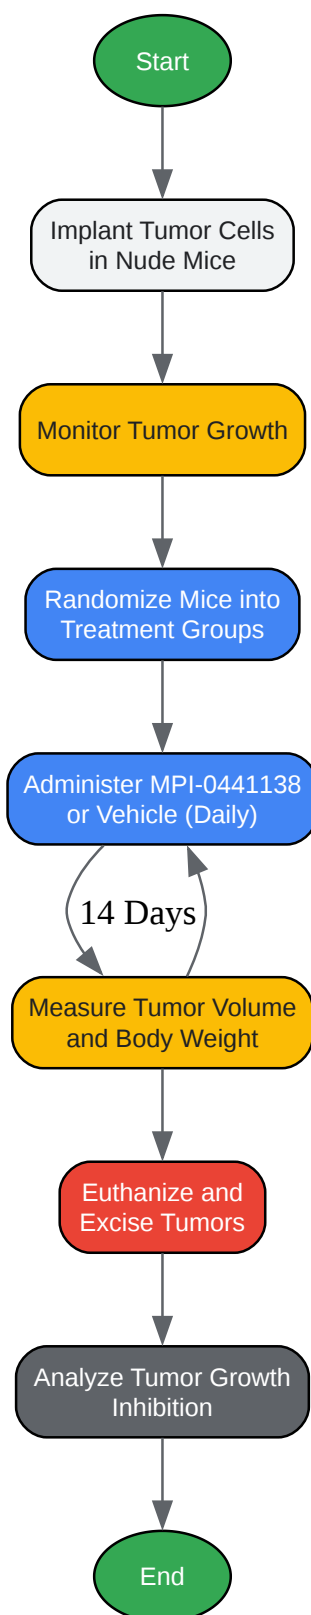 Start
Implant Tumor Cells
in Nude Mice
Monitor Tumor Growth
Randomize Mice into
Treatment Groups
Administer MPI-0441138
or Vehicle (Daily)
14 Days
Measure Tumor Volume
and Body Weight
Euthanize and
Excise Tumors
Analyze Tumor Growth
Inhibition
End